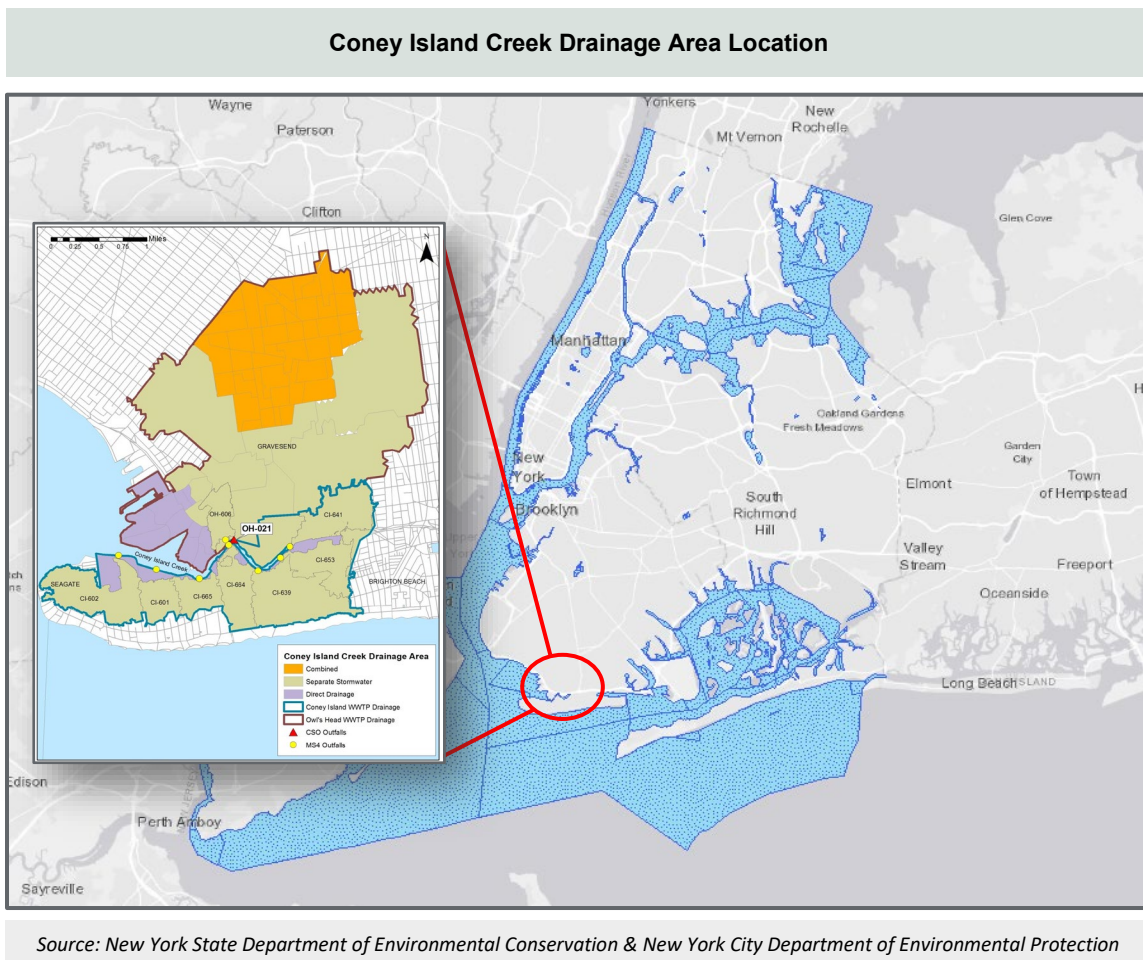 Coney Island Creek Drainage Area Location
Wayne
Paterson
Clifton
Yonkers
Mt Vernon
New
Rochelle
Hudson River
Glen Cove
Manhattan
Oakland Gardens
Fresh Meadows
Garden
City
New
York
Brooklyn
South
Richmond
Hill
Elmont
Town
of Hempstead
Valley
Stream
Freeport
Oceanside
Long Beach
ISLAND
Edison
Perth Amboy
Sayreville
0 0.25 0.5 0.75 1 Miles
N
GRAVESEND
OH-606
OH-021
CI-641
Coney Island Creek
CI-653
SEAGATE
CI-602
CI-601
CI-665
CI-654
CI-639
BRIGHTON BEACH
Coney Island Creek Drainage Area
Combined
Separate Stormwater
Direct Drainage
Coney Island WWTP Drainage
Owl's Head WWTP Drainage
CSO Outfalls
MS4 Outfalls
Source: New York State Department of Environmental Conservation & New York City Department of Environmental Protection